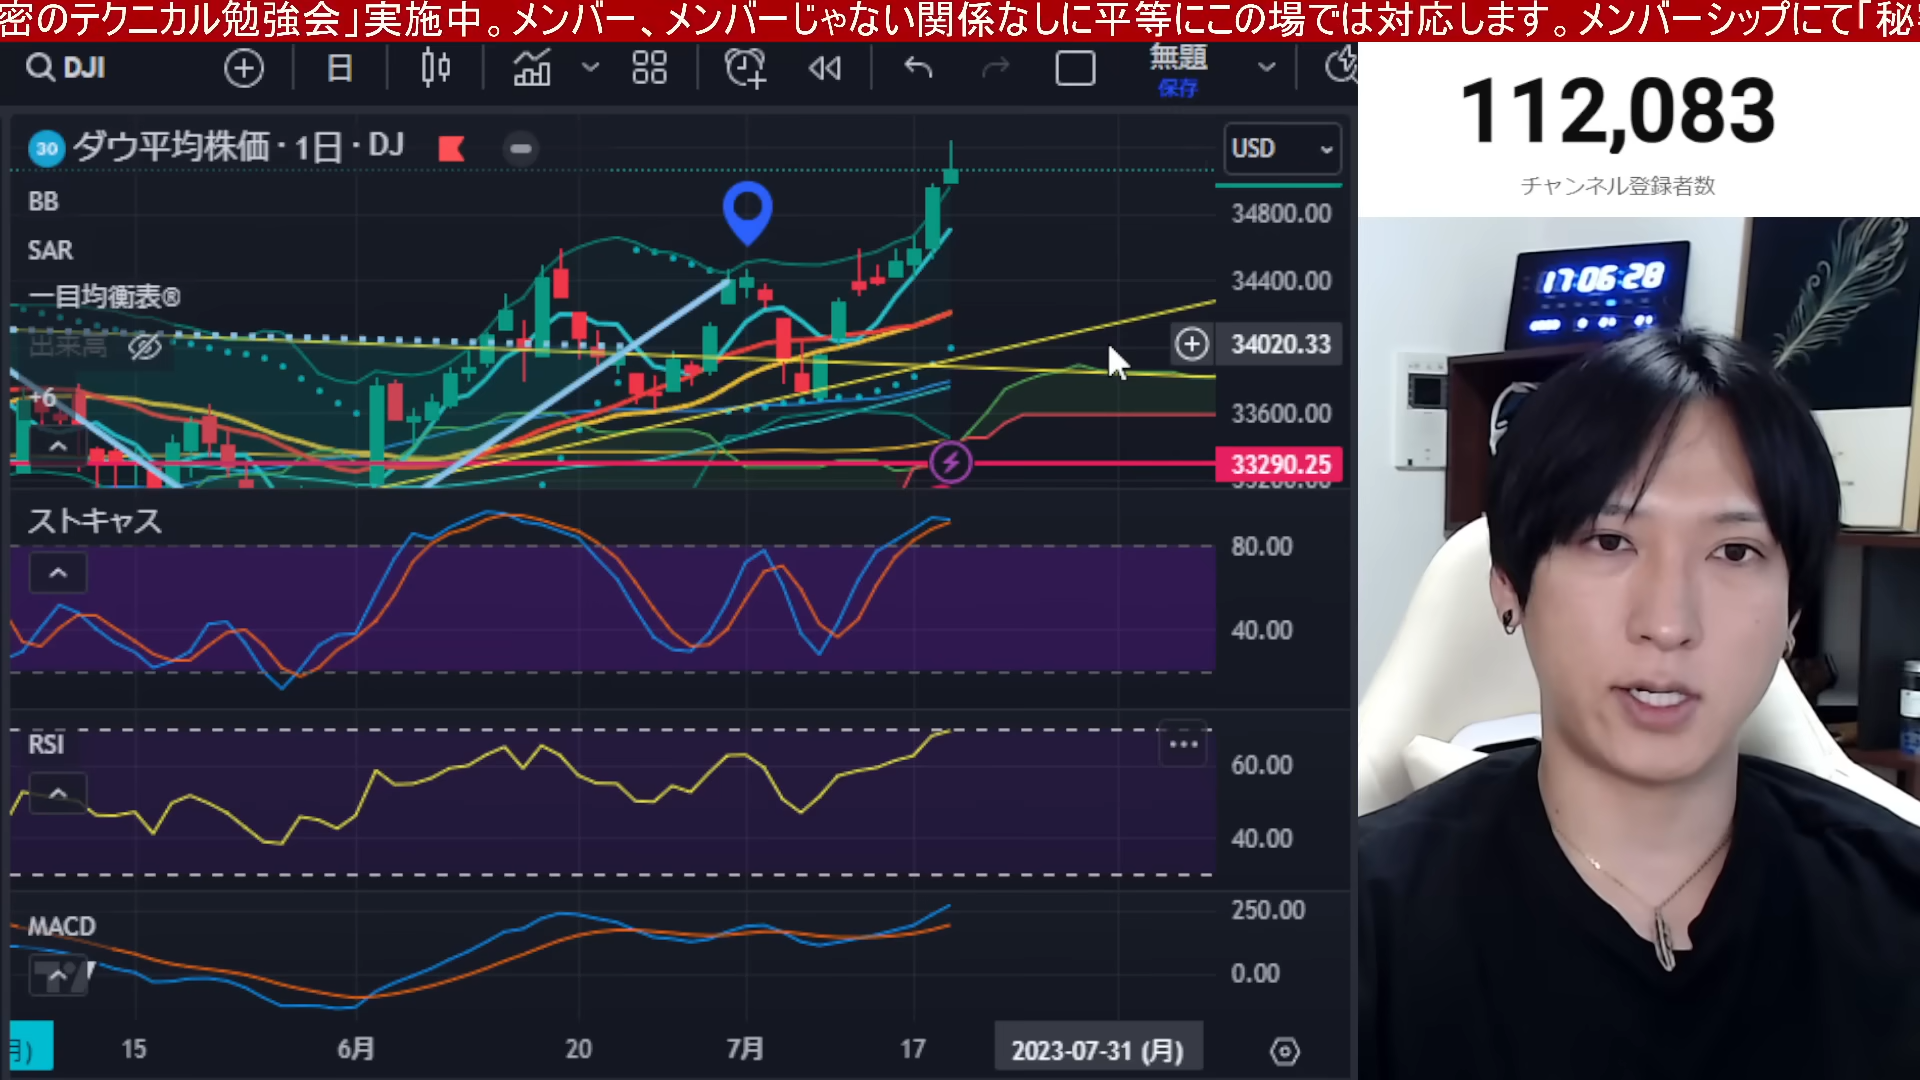 密のテクニカル勉強会」実施中。メンバー、メンバーじゃない関係なしに平等にこの場では対応します。メンバーシップにて「秘
DJI
日
無題
保存
112,083
チャンネル登録者数
30 ダウ平均株価・1日・DJ
USD
BB
SAR
一目均衡表®
出来高
+6
34800.00
34400.00
34020.33
33600.00
33290.25
33200.00
17:06:28
ストキャス
80.00
40.00
RSI
60.00
40.00
MACD
250.00
0.00
月)
15
6月
20
7月
17
2023-07-31 (月)